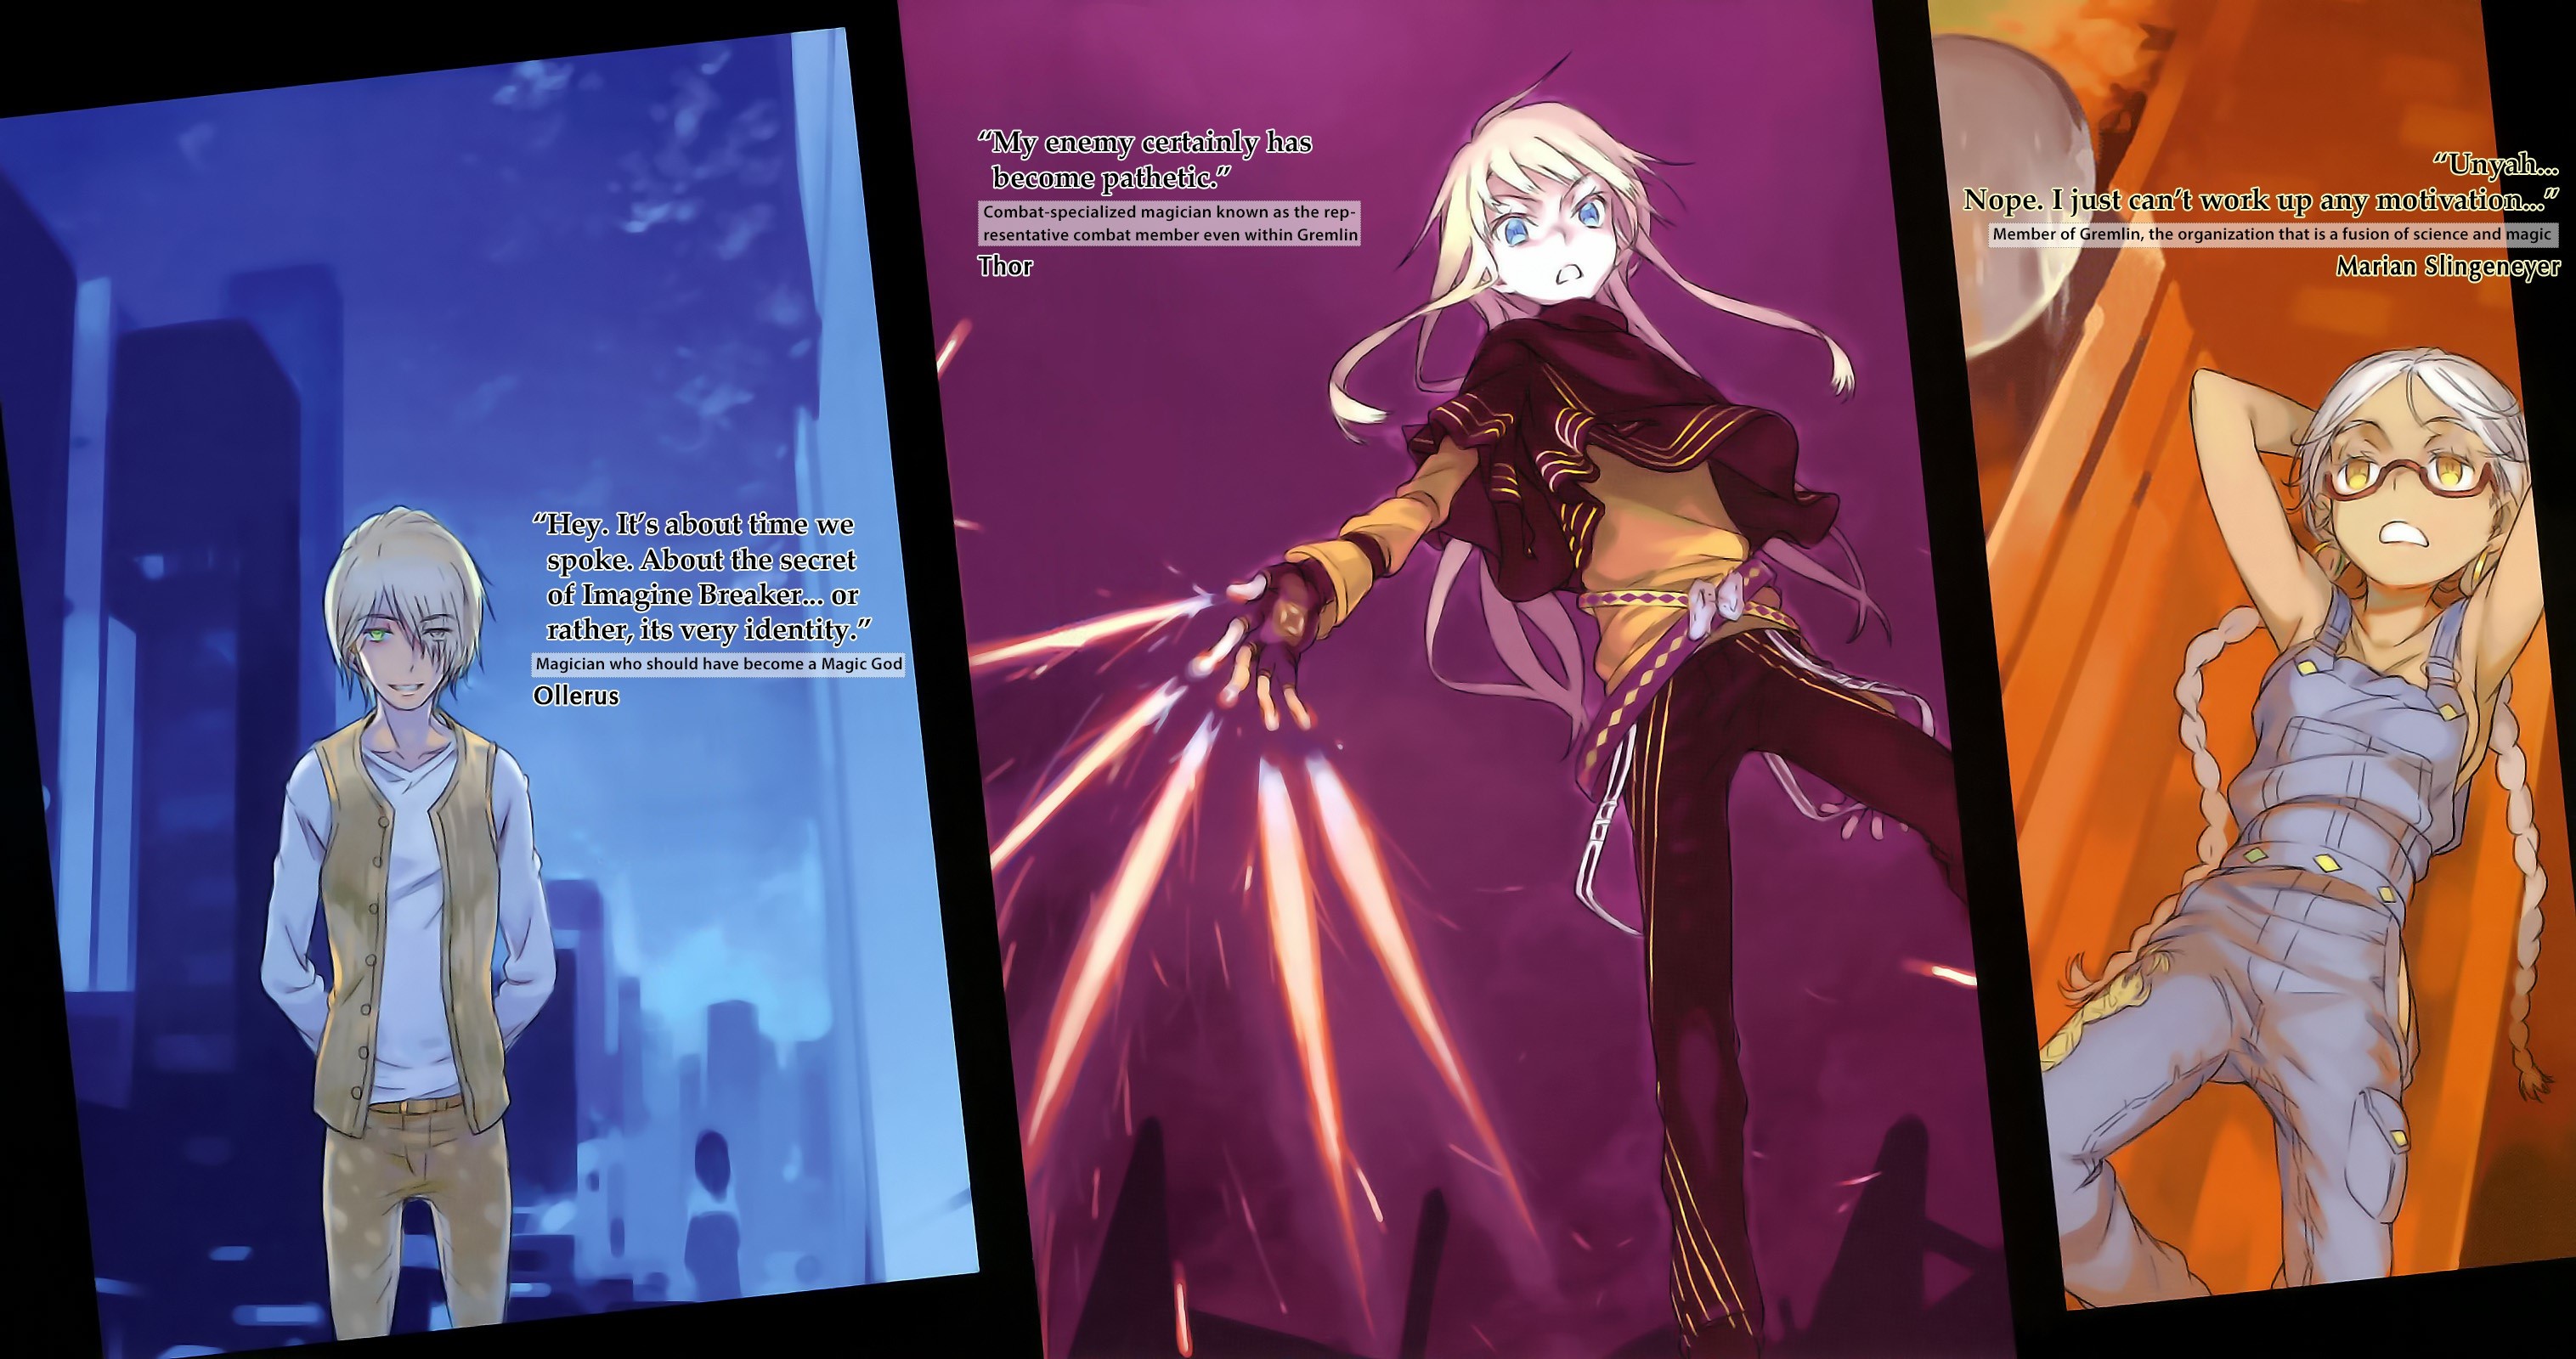 “Hey. It’s about time we
spoke. About the secret
of Imagine Breaker... or
rather, its very identity.”
Magician who should have become a Magic God
Ollerus
“My enemy certainly has
become pathetic.”
Combat-specialized magician known as the rep-
resentative combat member even within Gremlin
Thor
“Unyah...
Nope. I just can’t work up any motivation...”
Member of Gremlin, the organization that is a fusion of science and magic
Marian Slingeneyer